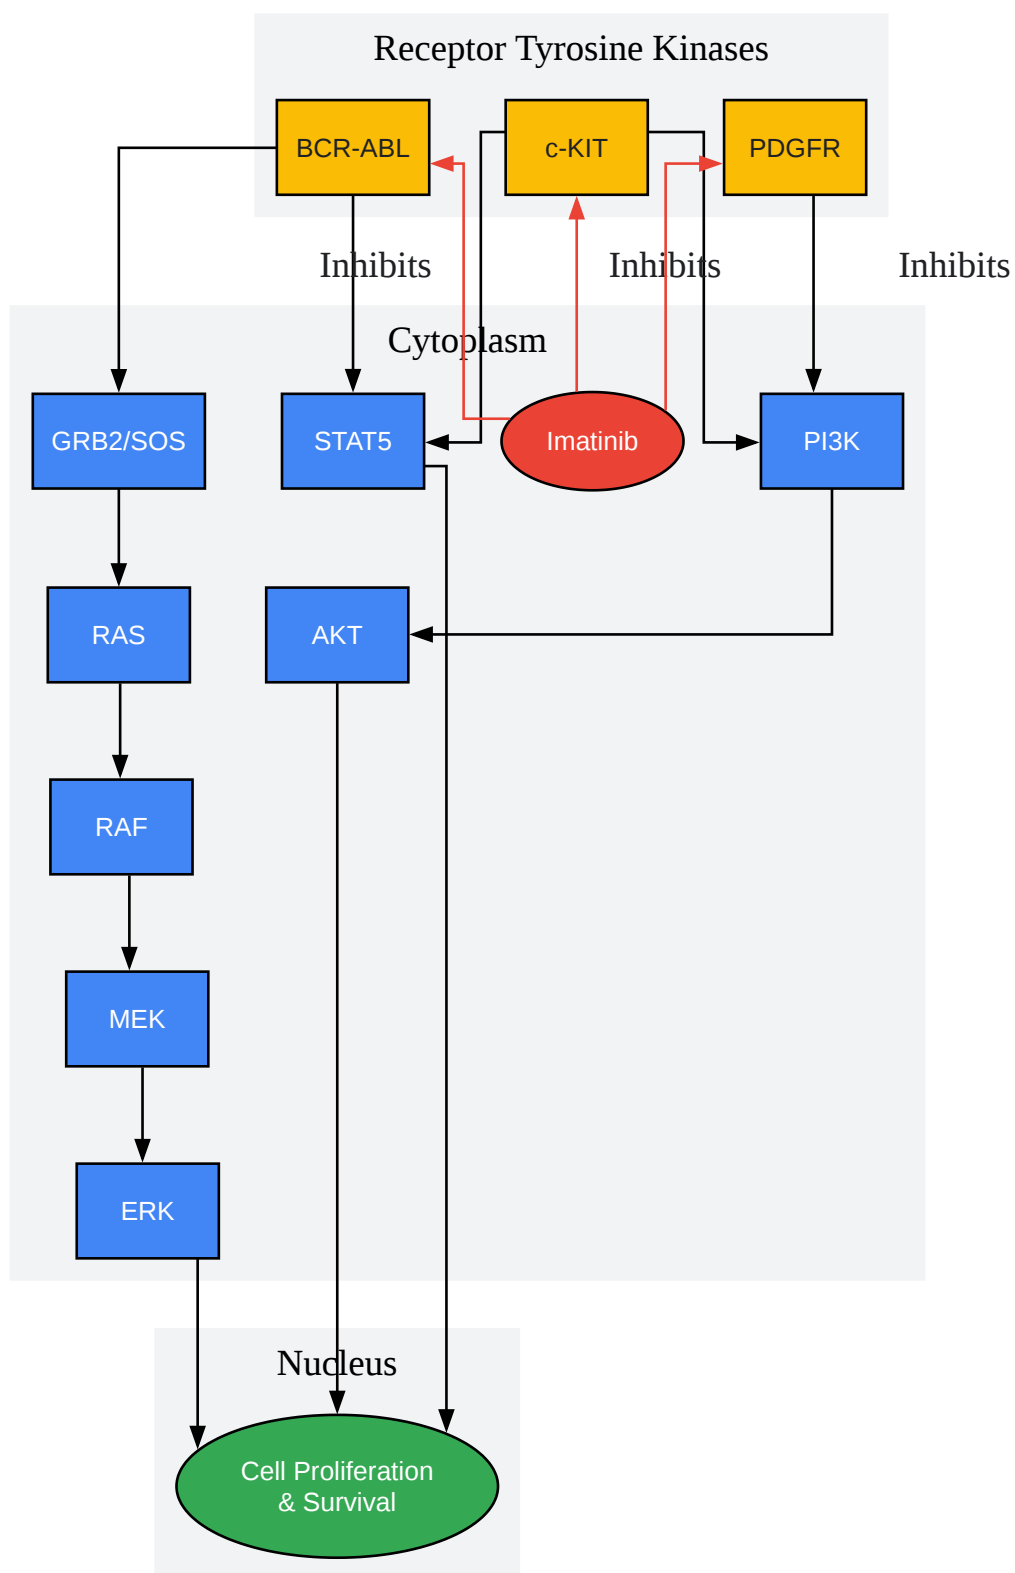 Receptor Tyrosine Kinases
BCR-ABL
c-KIT
PDGFR
Inhibits
Inhibits
Inhibits
Cytoplasm
GRB2/SOS
STAT5
Imatinib
PI3K
RAS
AKT
RAF
MEK
ERK
Nucleus
Cell Proliferation
& Survival